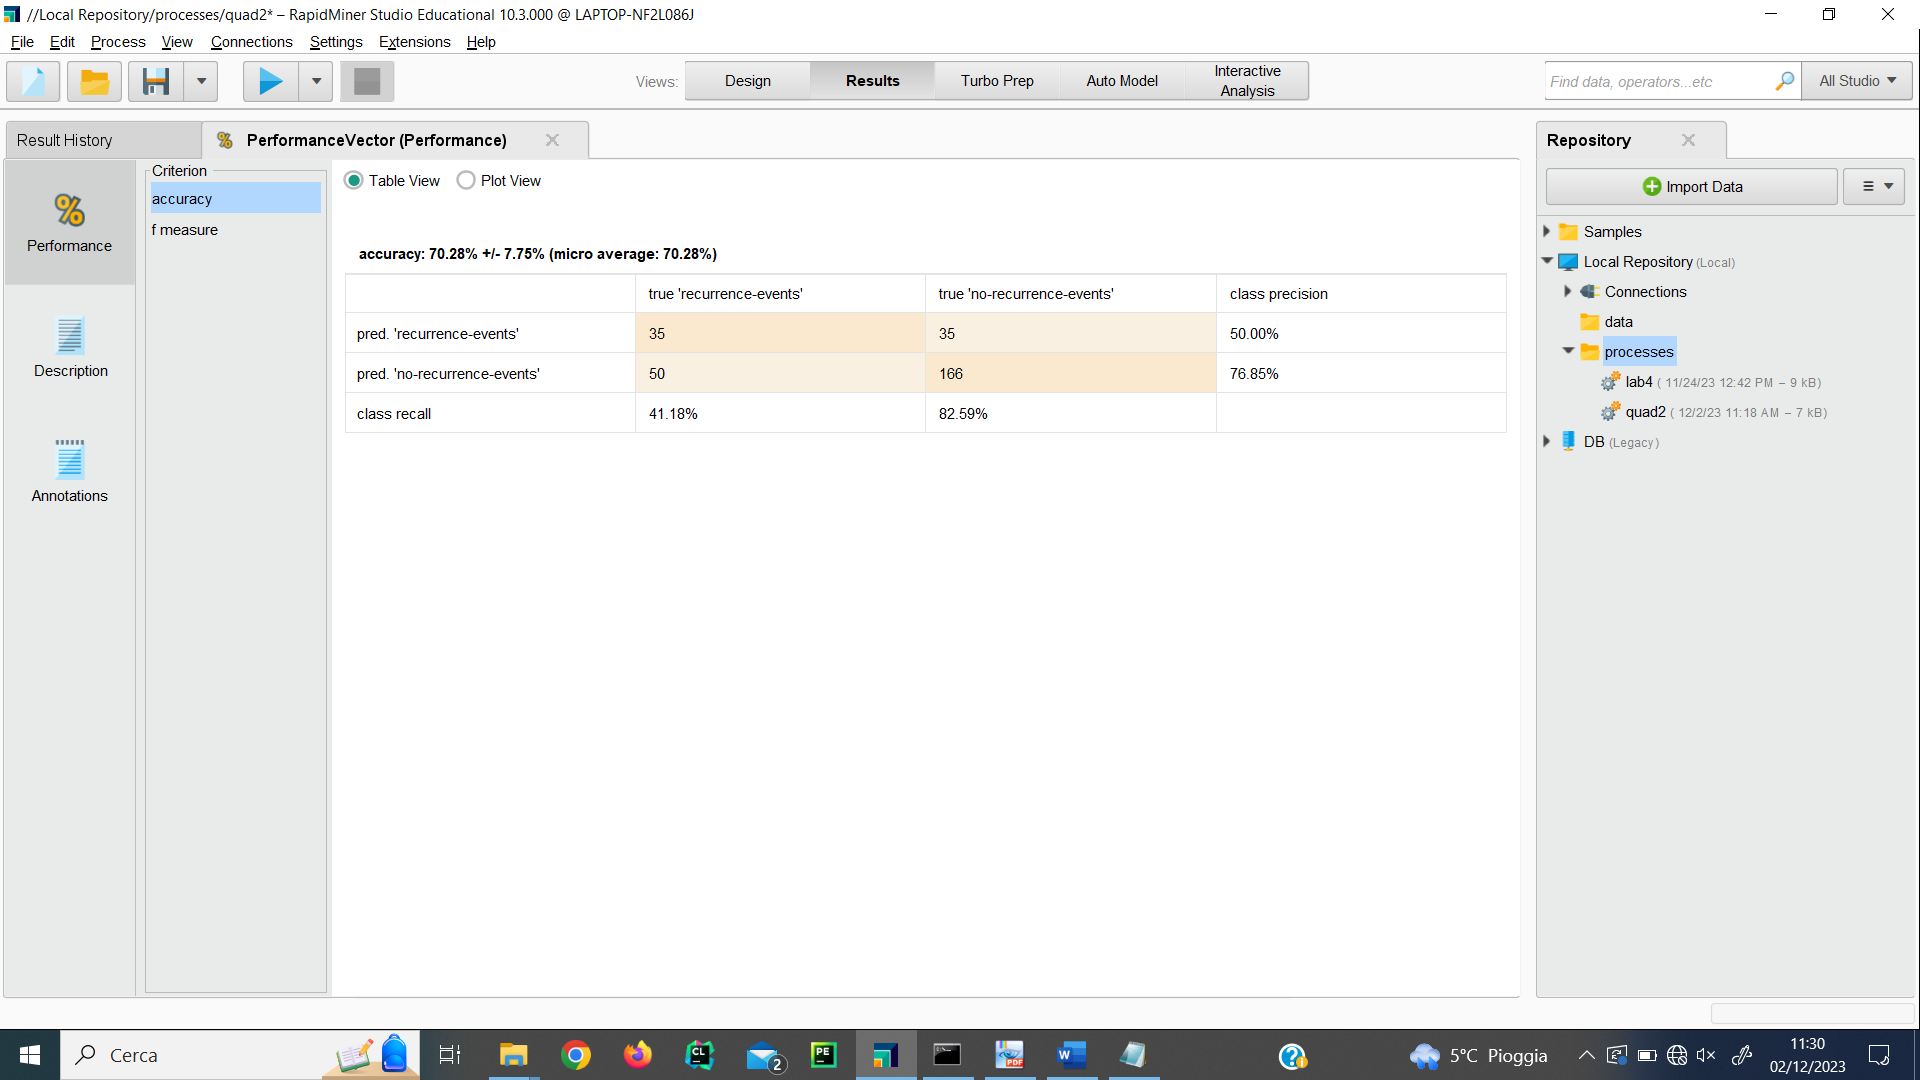 //Local Repository/processes/quad2* – RapidMiner Studio Educational 10.3.000 @ LAPTOP-NF2L086J
File Edit Process View Connections Settings Extensions Help
Views: Design Results Turbo Prep Auto Model Interactive Analysis
Find data, operators...etc All Studio
Result History
PerformanceVector (Performance)
Performance
Description
Annotations
Criterion
accuracy
f measure
Table View Plot View
accuracy: 70.28% +/- 7.75% (micro average: 70.28%)
true 'recurrence-events' true 'no-recurrence-events' class precision
pred. 'recurrence-events' 35 35 50.00%
pred. 'no-recurrence-events' 50 166 76.85%
class recall 41.18% 82.59%
Repository
Import Data
Samples
Local Repository (Local)
Connections
data
processes
lab4 ( 11/24/23 12:42 PM – 9 kB)
quad2 ( 12/2/23 11:18 AM – 7 kB)
DB (Legacy)
Cerca
CL
2
PE
PDF
W
5°C Pioggia
11:30
02/12/2023